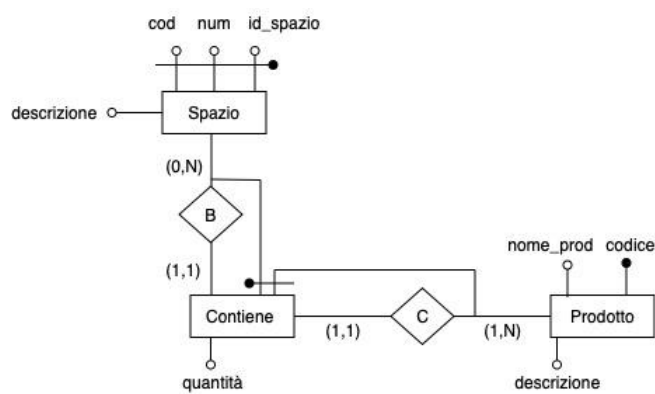 cod num id_spazio
descrizione Spazio
(0,N)
B
nome_prod codice
(1,1)
Contiene C Prodotto
(1,1) (1,N)
quantità descrizione